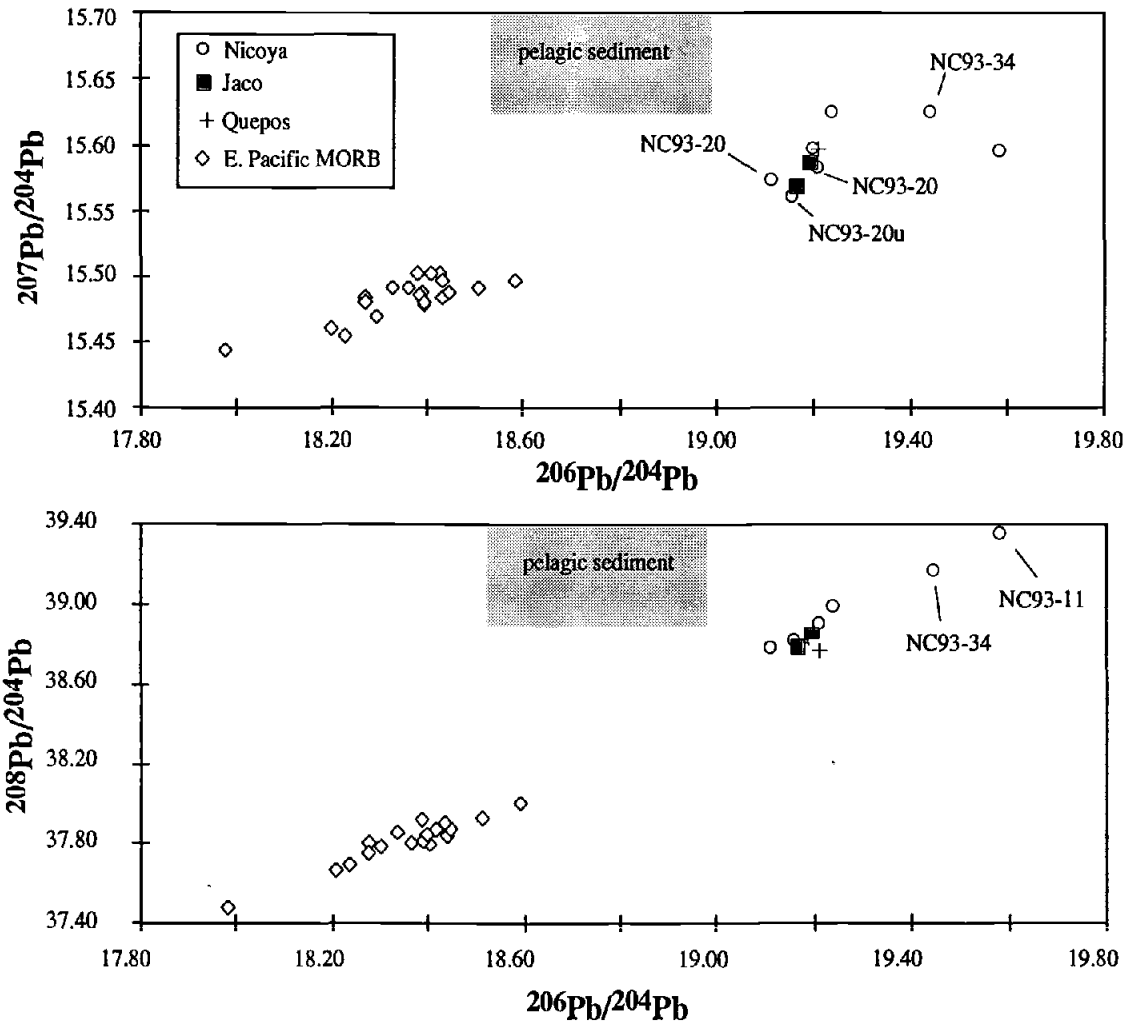 15.70
15.65
15.60
15.55
15.50
15.45
15.40
207Pb/204Pb
Nicoya
Jaco
Quepos
E. Pacific MORB
pelagic sediment
NC93-34
NC93-20
NC93-20
NC93-20u
17.80 18.20 18.60 19.00 19.40 19.80
206Pb/204Pb
39.40
39.00
38.60
38.20
37.80
37.40
208Pb/204Pb
pelagic sediment
NC93-11
NC93-34
17.80 18.20 18.60 19.00 19.40 19.80
206Pb/204Pb